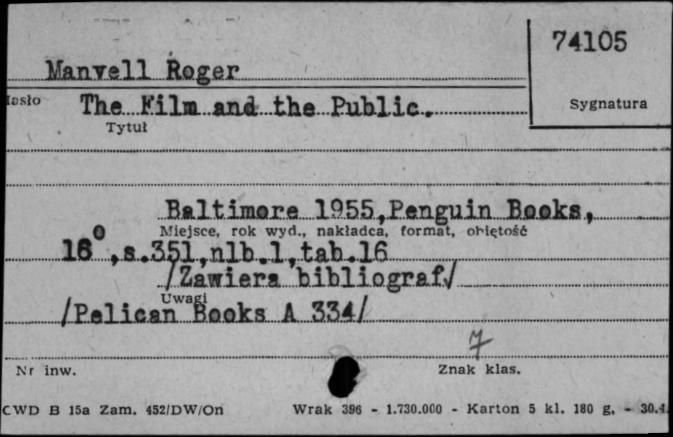 74105
Manvell Roger
Hasło The Film and the Public. Sygnatura
Tytuł
Baltimore 1955, Penguin Books,
Miejsce, rok wyd., nakładca, format, objętość
16⁰, s.351, nlb.1, tab.16
/Zawiera bibliograf/
Uwagi
/Pelican Books A 334/
7
Nr inw. Znak klas.
CWD B 15a Zam. 452/DW/On Wrak 396 - 1.730.000 - Karton 5 kl. 180 g. - 30.4